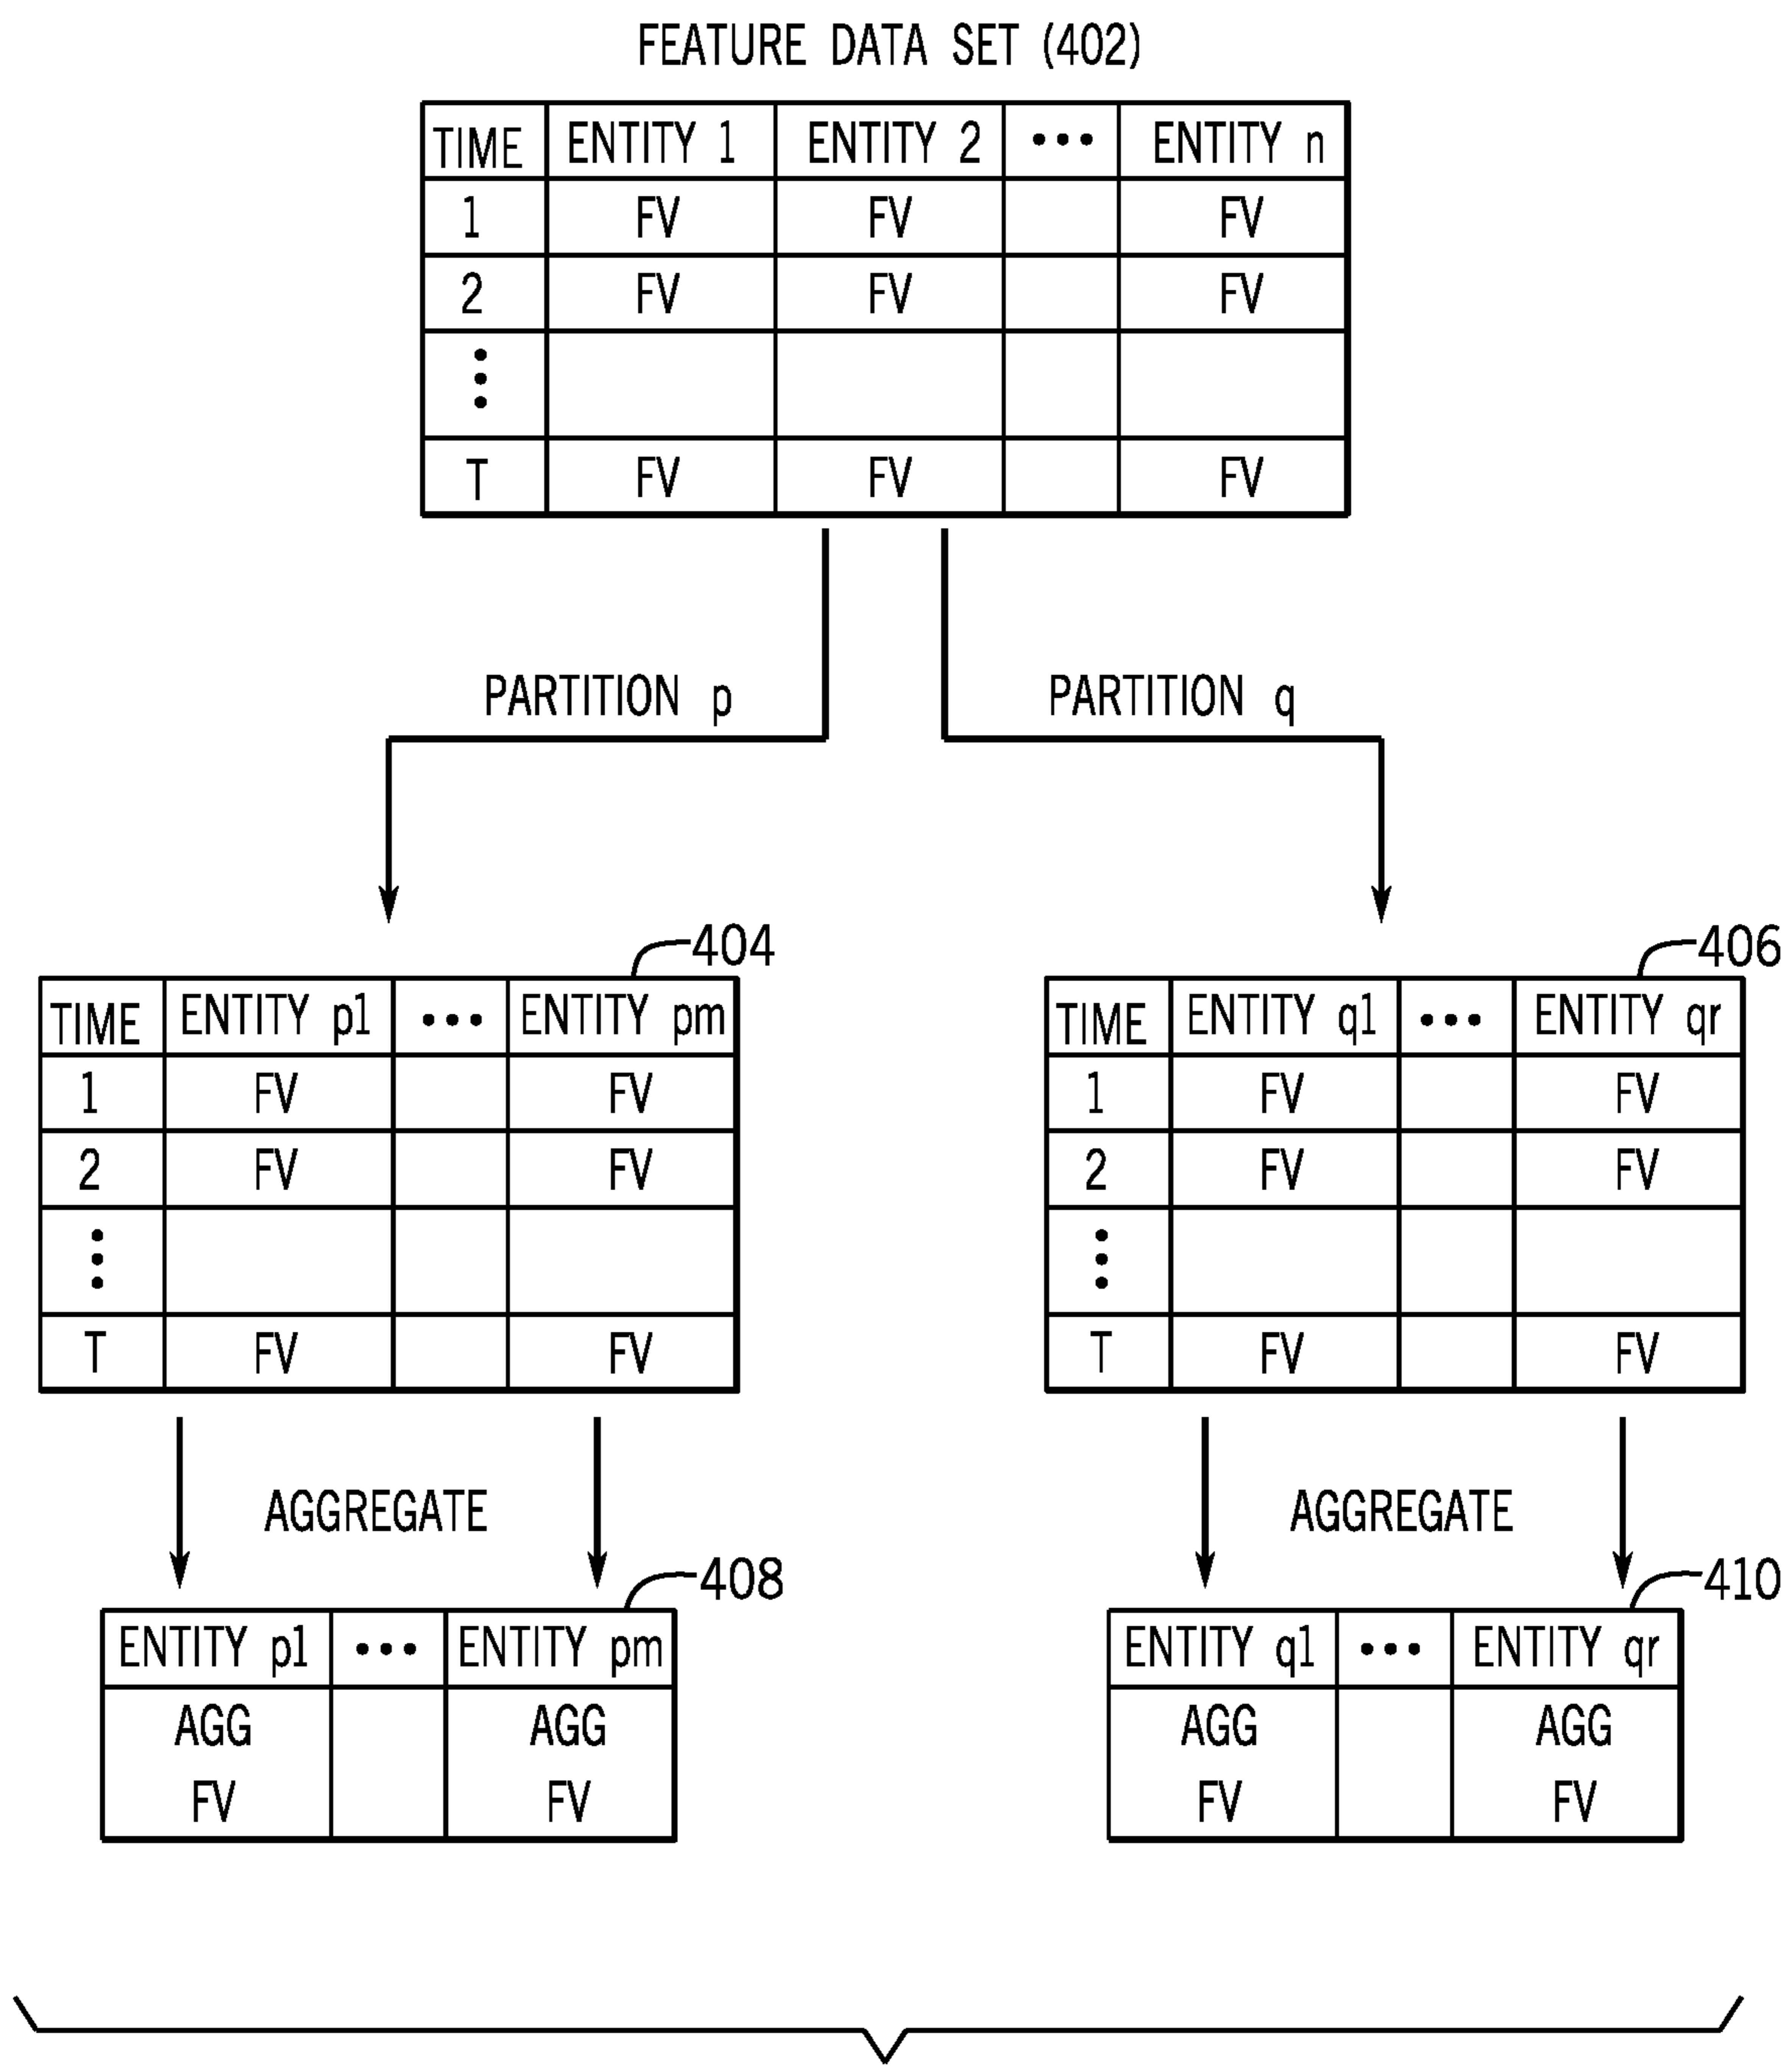 FEATURE DATA SET (402)
TIME ENTITY 1 ENTITY 2 ••• ENTITY n
1 FV FV FV
2 FV FV FV
⋮
T FV FV FV
PARTITION p PARTITION q
404
TIME ENTITY p1 ••• ENTITY pm
1 FV FV
2 FV FV
⋮
T FV FV
AGGREGATE
408
ENTITY p1 ••• ENTITY pm
AGG AGG
FV FV
406
TIME ENTITY q1 ••• ENTITY qr
1 FV FV
2 FV FV
⋮
T FV FV
AGGREGATE
410
ENTITY q1 ••• ENTITY qr
AGG AGG
FV FV